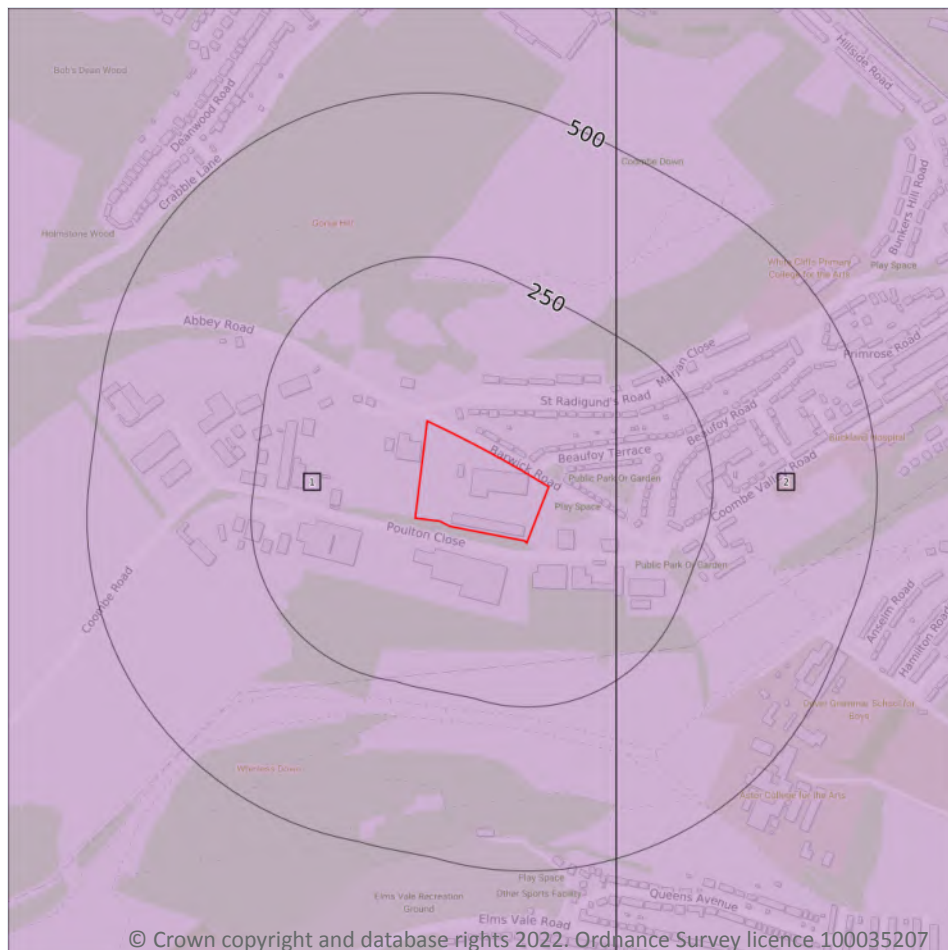 Hillside Road
Bob's Dean Wood
Deanwood Road
500
Coombe Down
Crabble Lane
Bunkers Hill Road
Holmstone Wood
Gorse Hill
White Cliffs Primary
College for the Arts
Play Space
250
Abbey Road
Primrose Road
Marjan Close
St Radigund's Road
Beaufoy Road
Buckland Hospital
Beaufoy Terrace
Barwick Road
1
Public Park Or Garden
2
Coombe Valley Road
Play Space
Poulton Close
Public Park Or Garden
Coombe Road
Anselm Road
Hamilton Road
Dover Grammar School for
Boys
Whinless Down
Astor College for the Arts
Play Space
Other Sports Facility
Elms Vale Recreation
Ground
Queens Avenue
Elms Vale Road
© Crown copyright and database rights 2022. Ordnance Survey licence 100035207